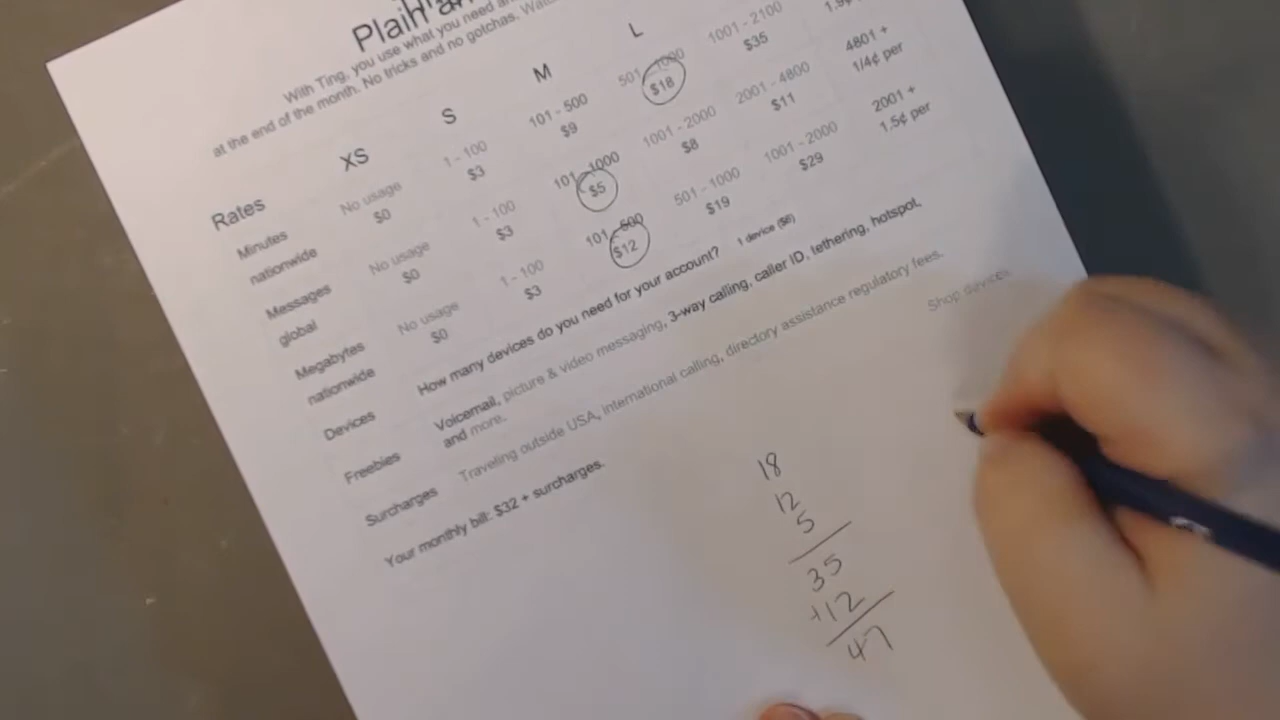 Plain an
With Ting, you use what you need an
at the end of the month. No tricks and no gotchas.
XS S M L
Rates
Minutes nationwide
No usage $0
1 - 100 $3
101 - 500 $9
501 - 1000 $18
1001 - 2100 $35
1.9¢
Messages global
No usage $0
1 - 100 $3
101 - 1000 $5
1001 - 2000 $8
2001 - 4800 $11
4801 + 1/4¢ per
Megabytes nationwide
No usage $0
1 - 100 $3
101 - 500 $12
501 - 1000 $19
1001 - 2000 $29
2001 + 1.5¢ per
Devices How many devices do you need for your account? 1 device ($6)
Freebies Voicemail, picture & video messaging, 3-way calling, caller ID, tethering, hotspot,
and more.
Surcharges Traveling outside USA, international calling, directory assistance regulatory fees.
Your monthly bill: $32 + surcharges.
Shop devices
18
12
5
35
+12
47